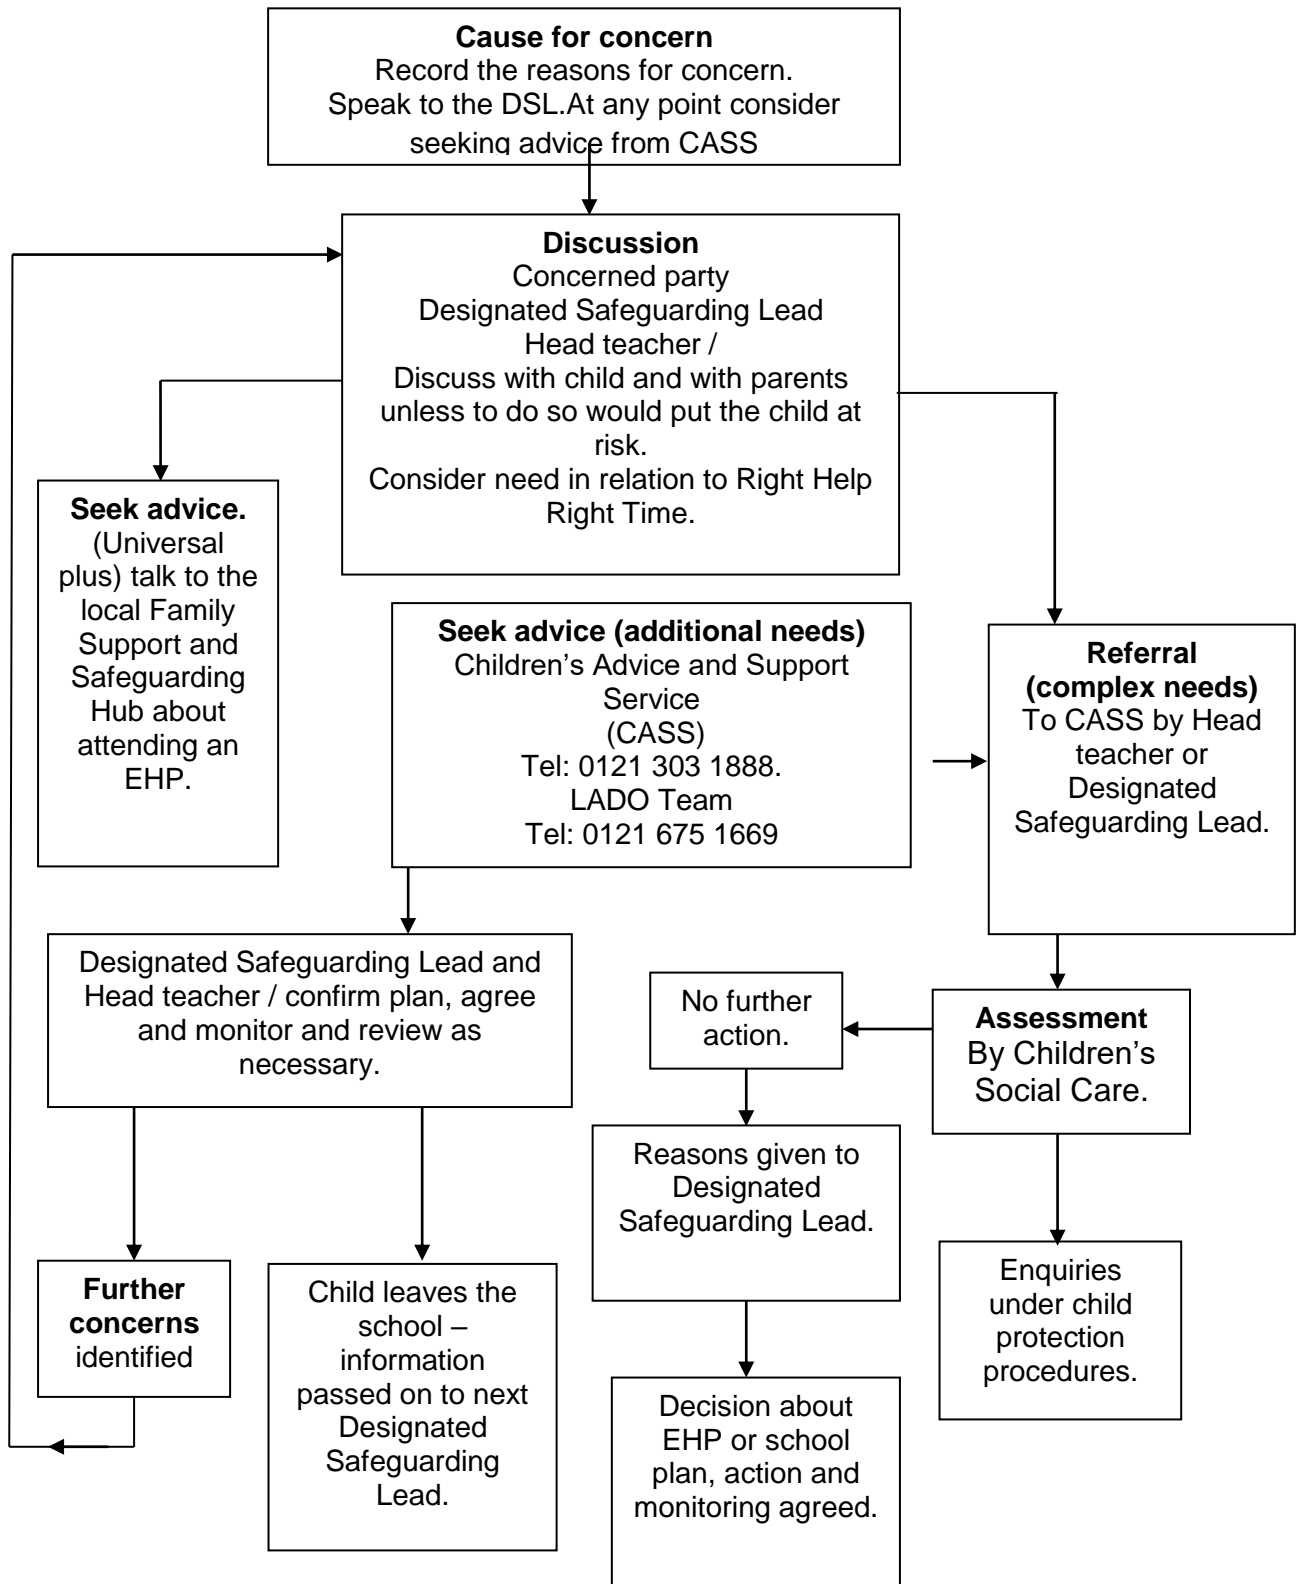 Cause for concern
Record the reasons for concern.
Speak to the DSL.At any point consider
seeking advice from CASS
Discussion
Concerned party
Designated Safeguarding Lead
Head teacher /
Discuss with child and with parents
unless to do so would put the child at
risk.
Consider need in relation to Right Help
Right Time.
Seek advice.
(Universal
plus) talk to the
local Family
Support and
Safeguarding
Hub about
attending an
EHP.
Seek advice (additional needs)
Children’s Advice and Support
Service
(CASS)
Tel: 0121 303 1888.
LADO Team
Tel: 0121 675 1669
Referral
(complex needs)
To CASS by Head
teacher or
Designated
Safeguarding Lead.
Designated Safeguarding Lead and
Head teacher / confirm plan, agree
and monitor and review as
necessary.
No further
action.
Assessment
By Children’s
Social Care.
Reasons given to
Designated
Safeguarding Lead.
Further
concerns
identified
Child leaves the
school –
information
passed on to next
Designated
Safeguarding
Lead.
Enquiries
under child
protection
procedures.
Decision about
EHP or school
plan, action and
monitoring agreed.